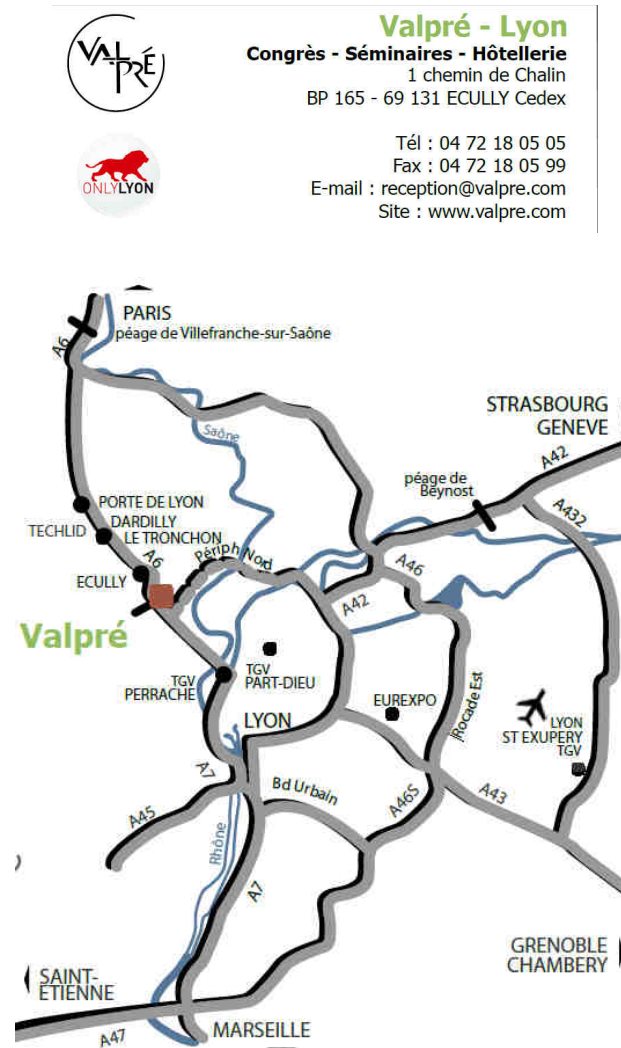 VALPRÉ
Valpré - Lyon
Congrès - Séminaires - Hôtellerie
1 chemin de Chalin
BP 165 - 69 131 ECULLY Cedex
ONLYLYON
Tél : 04 72 18 05 05
Fax : 04 72 18 05 99
E-mail : reception@valpre.com
Site : www.valpre.com
PARIS
péage de Villefranche-sur-Saône
A6
STRASBOURG
GENEVE
Saône
A42
péage de
Beynost
A432
PORTE DE LYON
DARDILLY
TECHLID
LE TRONCHON
A6
Périph Nord
A46
ECULLY
A42
Valpré
TGV
PART-DIEU
TGV
PERRACHE
EUREXPO
Rocade Est
LYON
LYON
ST EXUPERY
TGV
A7
Bd Urbain
A46S
A43
A45
Rhône
A7
GRENOBLE
CHAMBERY
SAINT-
ETIENNE
A47
MARSEILLE